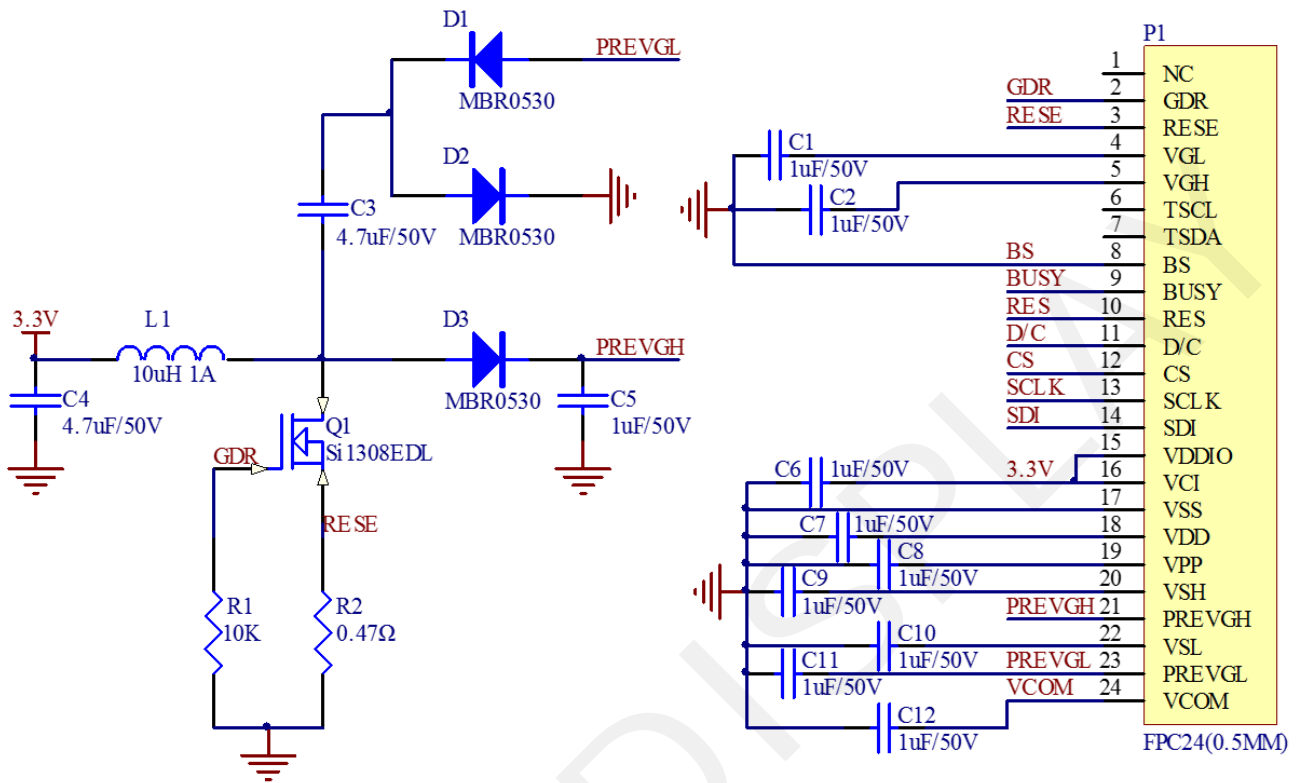 D1
PREVGL
MBR0530
D2
MBR0530
C3
4.7uF/50V
3.3V
L1
10uH 1A
D3
PREVGH
MBR0530
C4
4.7uF/50V
C5
1uF/50V
Q1
Si1308EDL
GDR
RESE
R1
10K
R2
0.47Ω
P1
1 NC
GDR 2 GDR
RESE 3 RESE
C1
1uF/50V
4 VGL
C2
1uF/50V
5 VGH
6 TSCL
7 TSDA
BS 8 BS
BUSY 9 BUSY
RES 10 RES
D/C 11 D/C
CS 12 CS
SCLK 13 SCLK
SDI 14 SDI
15 VDDIO
C6 1uF/50V 3.3V 16 VCI
17 VSS
C7 1uF/50V 18 VDD
C8
1uF/50V
19 VPP
C9
1uF/50V
20 VSH
PREVGH 21 PREVGH
C10
1uF/50V
22 VSL
C11
1uF/50V
PREVGL 23 PREVGL
VCOM 24 VCOM
C12
1uF/50V
FPC24(0.5MM)
DISPLAY